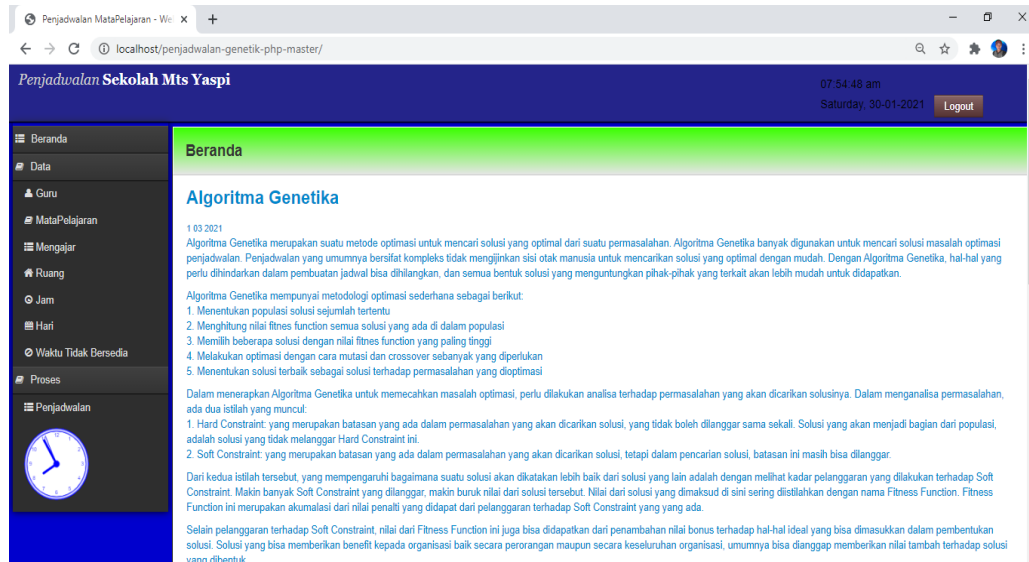 Penjadwalan MataPelajaran - We
localhost/penjadwalan-genetik-php-master/
Penjadwalan Sekolah Mts Yaspi
07:54:48 am
Saturday, 30-01-2021
Logout
Beranda
Data
Guru
MataPelajaran
Mengajar
Ruang
Jam
Hari
Waktu Tidak Bersedia
Proses
Penjadwalan
Beranda
Algoritma Genetika
1 03 2021
Algoritma Genetika merupakan suatu metode optimasi untuk mencari solusi yang optimal dari suatu permasalahan. Algoritma Genetika banyak digunakan untuk mencari solusi masalah optimasi
penjadwalan. Penjadwalan yang umumnya bersifat kompleks tidak mengijinkan sisi otak manusia untuk mencarikan solusi yang optimal dengan mudah. Dengan Algoritma Genetika, hal-hal yang
perlu dihindarkan dalam pembuatan jadwal bisa dihilangkan, dan semua bentuk solusi yang menguntungkan pihak-pihak yang terkait akan lebih mudah untuk didapatkan.
Algoritma Genetika mempunyai metodologi optimasi sederhana sebagai berikut:
1. Menentukan populasi solusi sejumlah tertentu
2. Menghitung nilai fitnes function semua solusi yang ada di dalam populasi
3. Memilih beberapa solusi dengan nilai fitnes function yang paling tinggi
4. Melakukan optimasi dengan cara mutasi dan crossover sebanyak yang diperlukan
5. Menentukan solusi terbaik sebagai solusi terhadap permasalahan yang dioptimasi
Dalam menerapkan Algoritma Genetika untuk memecahkan masalah optimasi, perlu dilakukan analisa terhadap permasalahan yang akan dicarikan solusinya. Dalam menganalisa permasalahan,
ada dua istilah yang muncul:
1. Hard Constraint: yang merupakan batasan yang ada dalam permasalahan yang akan dicarikan solusi, yang tidak boleh dilanggar sama sekali. Solusi yang akan menjadi bagian dari populasi,
adalah solusi yang tidak melanggar Hard Constraint ini.
2. Soft Constraint: yang merupakan batasan yang ada dalam permasalahan yang akan dicarikan solusi, tetapi dalam pencarian solusi, batasan ini masih bisa dilanggar.
Dari kedua istilah tersebut, yang mempengaruhi bagaimana suatu solusi akan dikatakan lebih baik dari solusi yang lain adalah dengan melihat kadar pelanggaran yang dilakukan terhadap Soft
Constraint. Makin banyak Soft Constraint yang dilanggar, makin buruk nilai dari solusi tersebut. Nilai dari solusi yang dimaksud di sini sering diistilahkan dengan nama Fitness Function. Fitness
Function ini merupakan akumalasi dari nilai penalti yang didapat dari pelanggaran terhadap Soft Constraint yang yang ada.
Selain pelanggaran terhadap Soft Constraint, nilai dari Fitness Function ini juga bisa didapatkan dari penambahan nilai bonus terhadap hal-hal ideal yang bisa dimasukkan dalam pembentukan
solusi. Solusi yang bisa memberikan benefit kepada organisasi baik secara perorangan maupun secara keseluruhan organisasi, umumnya bisa dianggap memberikan nilai tambah terhadap solusi
yang dibentuk